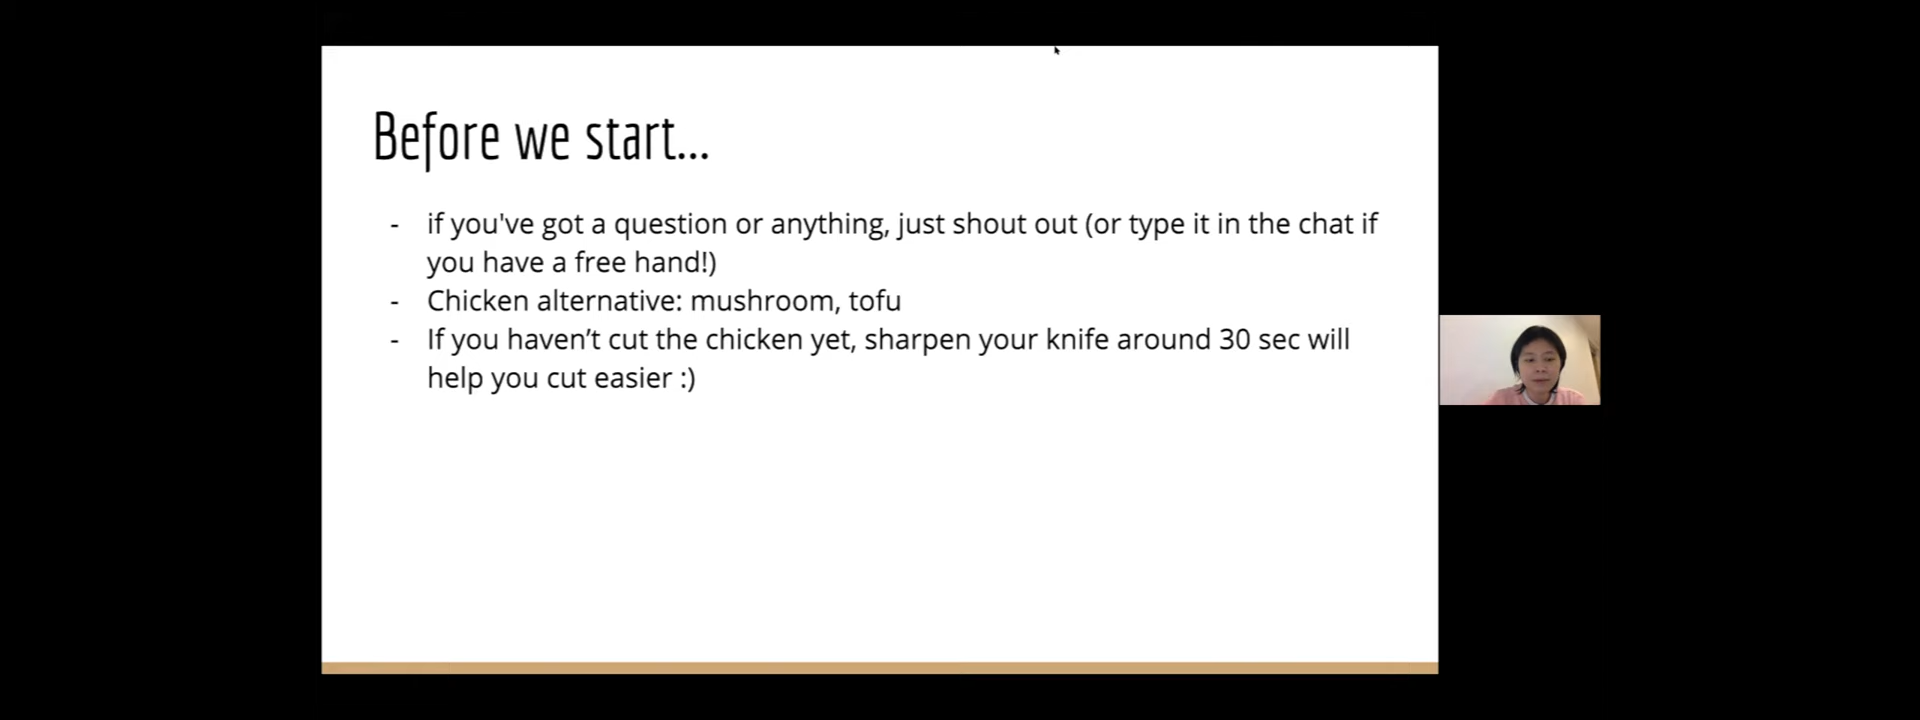 Before we start...
- if you've got a question or anything, just shout out (or type it in the chat if
you have a free hand!)
- Chicken alternative: mushroom, tofu
- If you haven’t cut the chicken yet, sharpen your knife around 30 sec will
help you cut easier :)